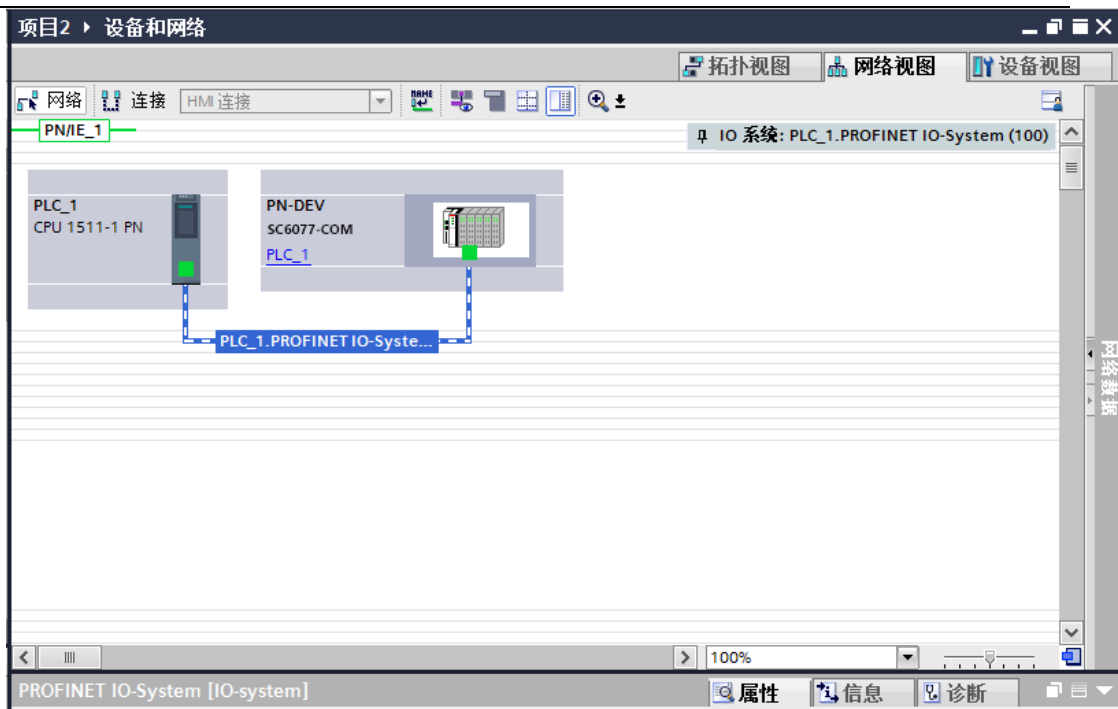 项目2 ▸ 设备和网络
拓扑视图 网络视图 设备视图
网络 连接 HMI 连接
PN/IE_1
IO 系统: PLC_1.PROFINET IO-System (100)
PLC_1
CPU 1511-1 PN
PN-DEV
SC6077-COM
PLC_1
PLC_1.PROFINET IO-Syste...
网络数据
100%
PROFINET IO-System [IO-system]
属性 信息 诊断